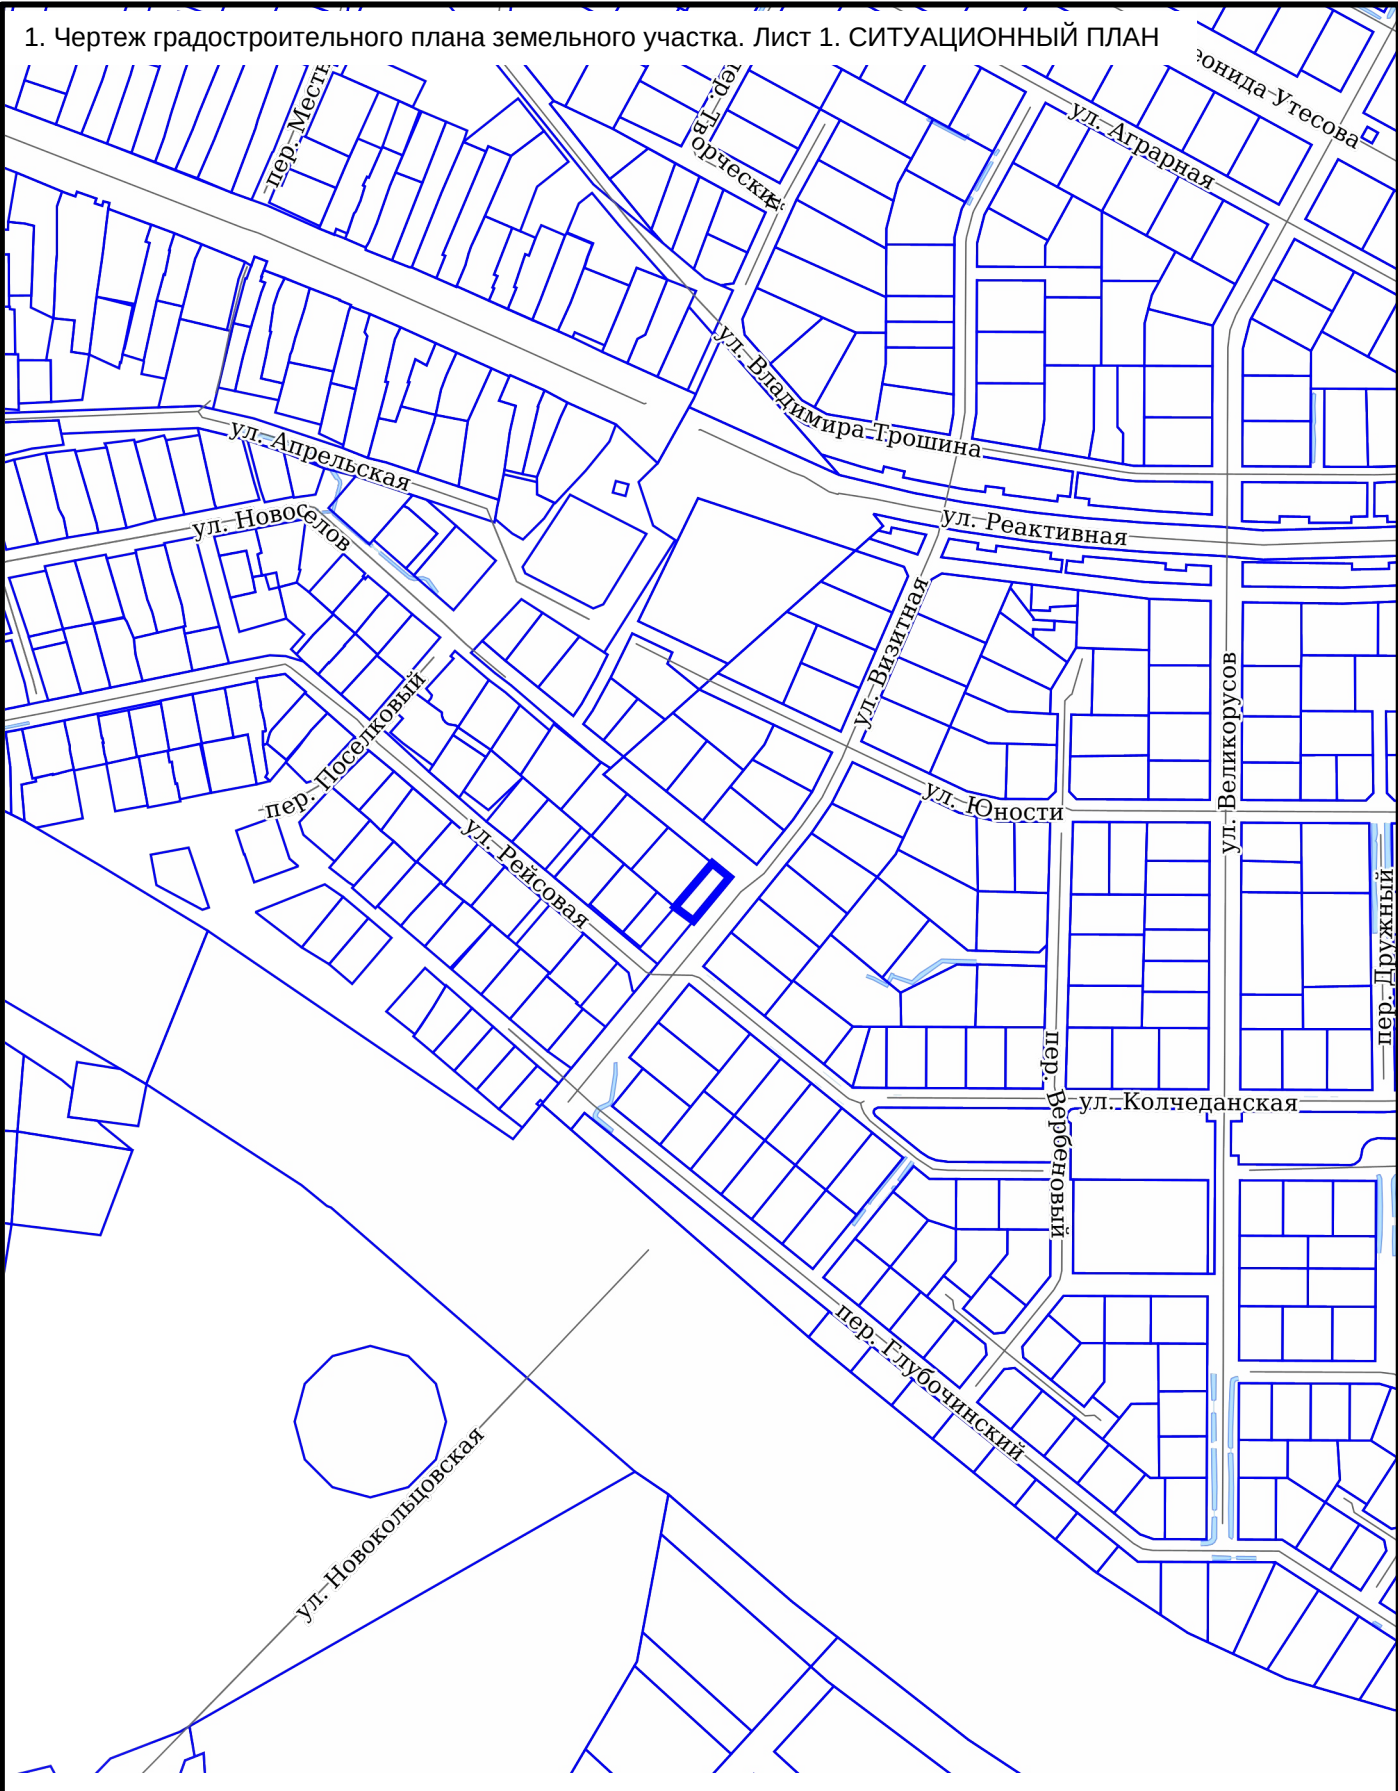 1. Чертеж градостроительного плана земельного участка. Лист 1. СИТУАЦИОННЫЙ ПЛАН
ул. Аграрная
ул. Владимира Трошина
ул. Апрельская
ул. Новоселов
ул. Реактивная
ул. Визитная
ул. Великорусов
пер. Поселковый
ул. Юности
ул. Рейсовая
пер. Дружный
пер. Вербеновый
ул. Колчеданская
пер. Глубочинский
ул. Новокольцовская